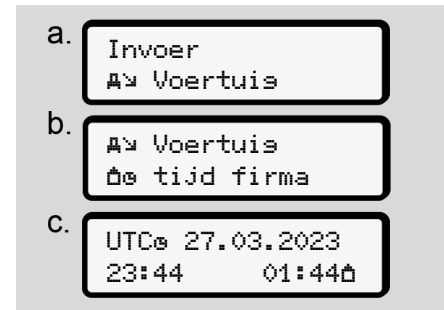 a.
Invoer
Voertuig
b.
Voertuig
tijd firma
c.
UTC 27.03.2023
23:44 01:44